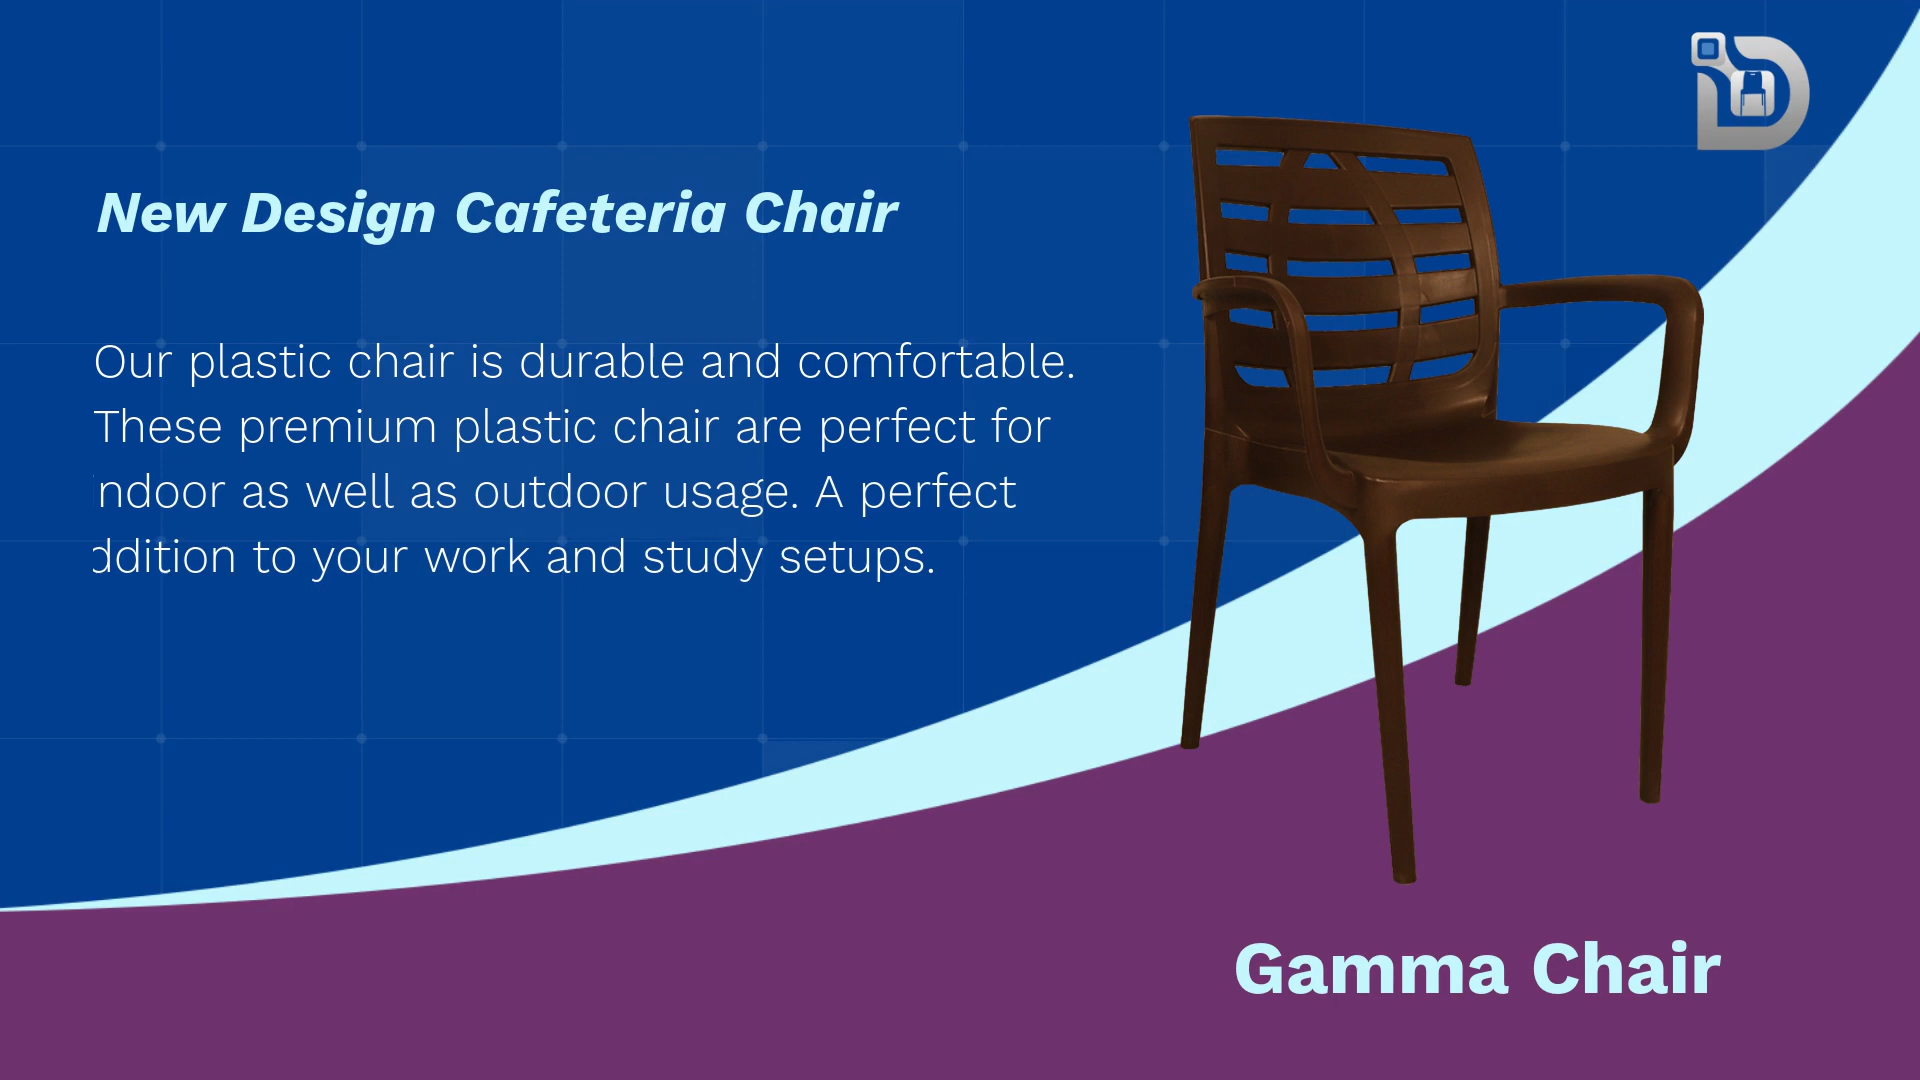 New Design Cafeteria Chair
Our plastic chair is durable and comfortable.
These premium plastic chair are perfect for
ndoor as well as outdoor usage. A perfect
ddition to your work and study setups.
Gamma Chair